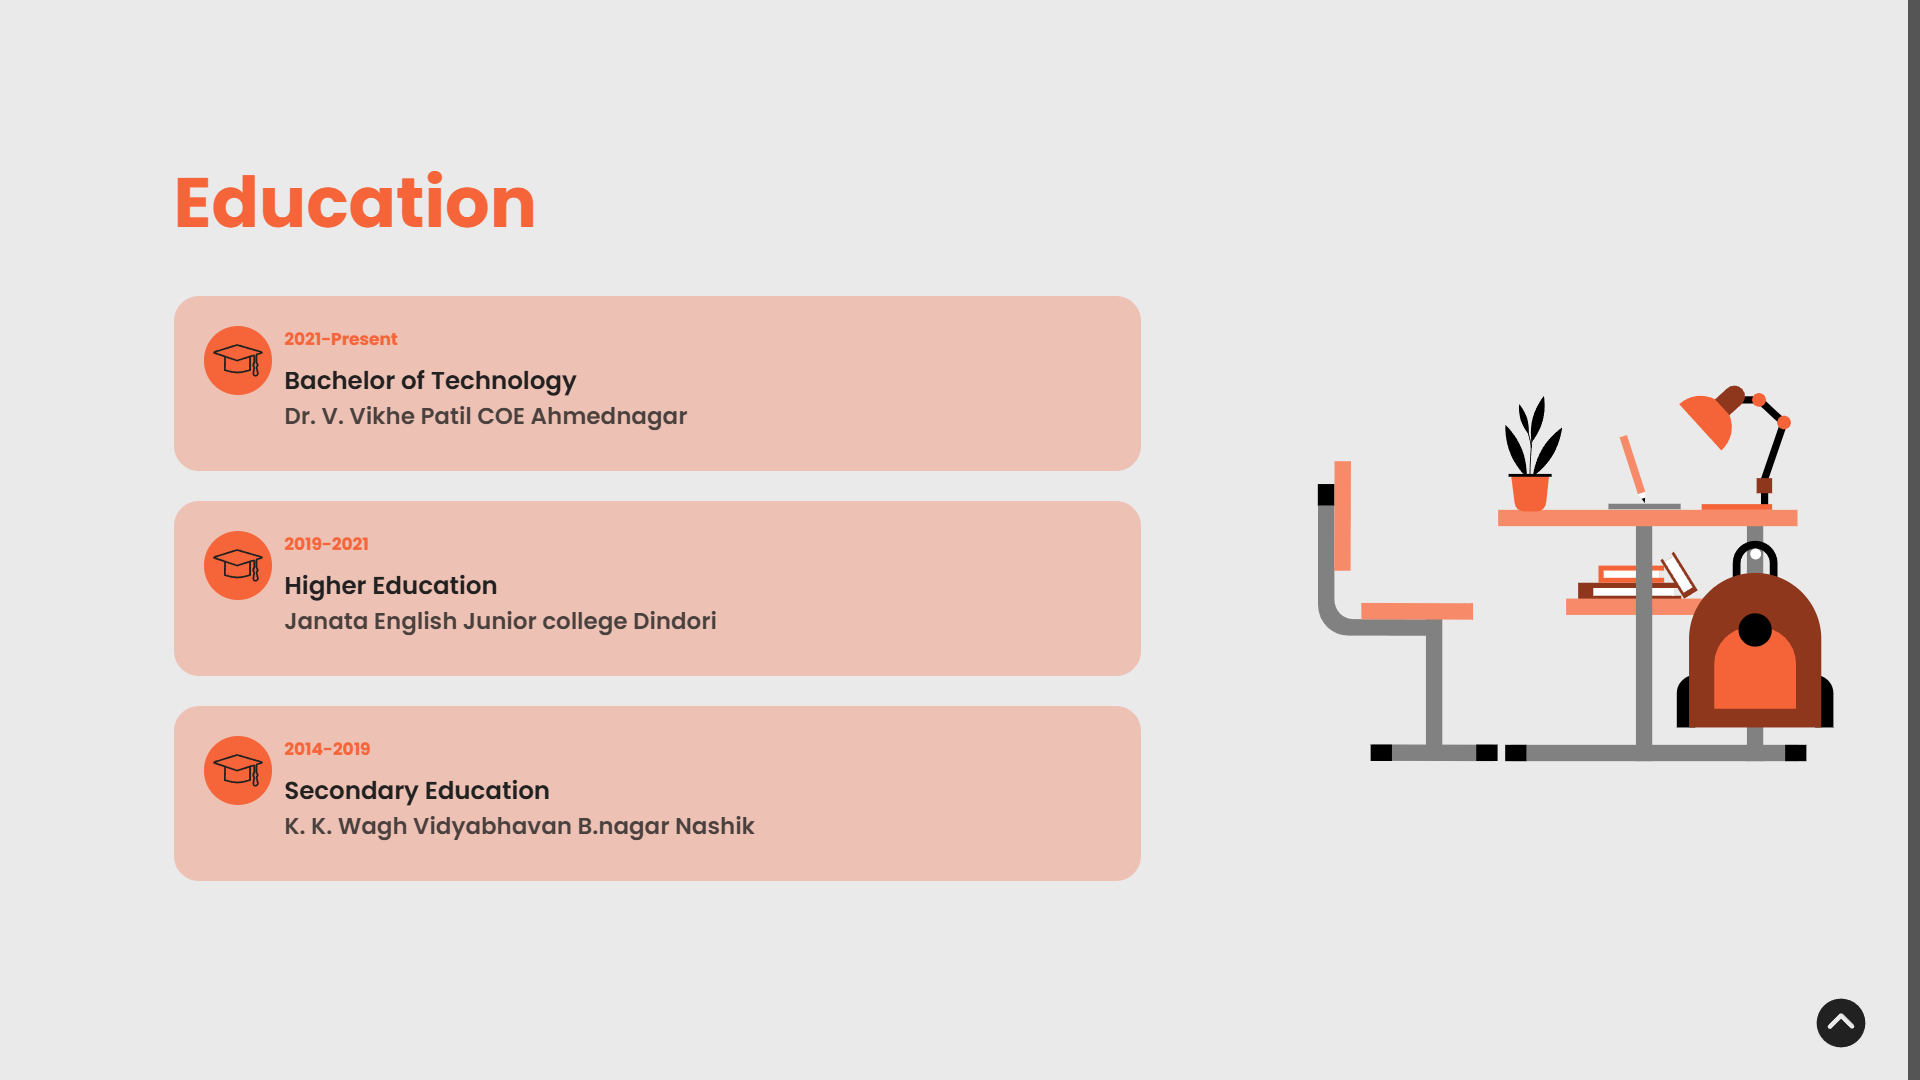 Education
2021-Present
Bachelor of Technology
Dr. V. Vikhe Patil COE Ahmednagar
2019-2021
Higher Education
Janata English Junior college Dindori
2014-2019
Secondary Education
K. K. Wagh Vidyabhavan B.nagar Nashik